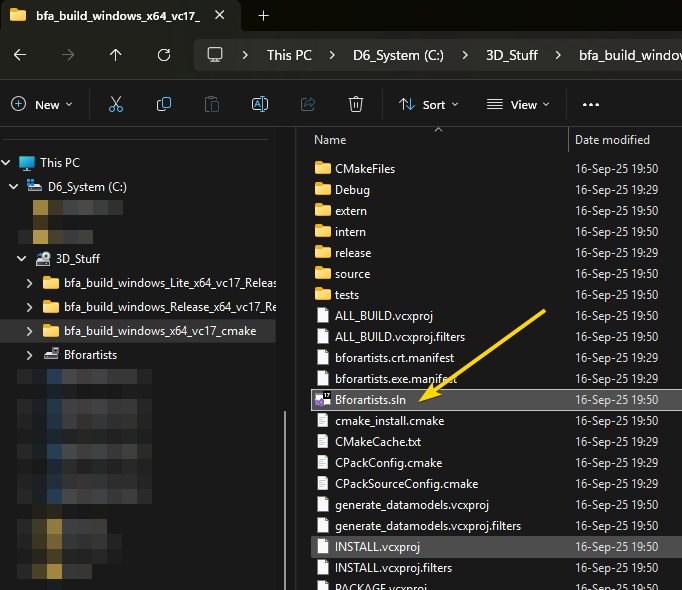 bfa_build_windows_x64_vc17_
This PC > D6_System (C:) > 3D_Stuff > bfa_build_windo
New Sort View
Name Date modified
This PC
D6_System (C:)
3D_Stuff
bfa_build_windows_Lite_x64_vc17_Releas
bfa_build_windows_Release_x64_vc17_Re
bfa_build_windows_x64_vc17_cmake
Bforartists
CMakeFiles 16-Sep-25 19:50
Debug 16-Sep-25 19:29
extern 16-Sep-25 19:50
intern 16-Sep-25 19:50
release 16-Sep-25 19:29
source 16-Sep-25 19:50
tests 16-Sep-25 19:50
ALL_BUILD.vcxproj 16-Sep-25 19:50
ALL_BUILD.vcxproj.filters 16-Sep-25 19:50
bforartists.crt.manifest 16-Sep-25 19:29
bforartists.exe.manifest 16-Sep-25 19:29
17 Bforartists.sln 16-Sep-25 19:50
cmake_install.cmake 16-Sep-25 19:50
CMakeCache.txt 16-Sep-25 19:29
CPackConfig.cmake 16-Sep-25 19:29
CPackSourceConfig.cmake 16-Sep-25 19:29
generate_datamodels.vcxproj 16-Sep-25 19:50
generate_datamodels.vcxproj.filters 16-Sep-25 19:50
INSTALL.vcxproj 16-Sep-25 19:50
INSTALL.vcxproj.filters 16-Sep-25 19:50
PACKAGE.vcxproj 16-Sep-25 19:50